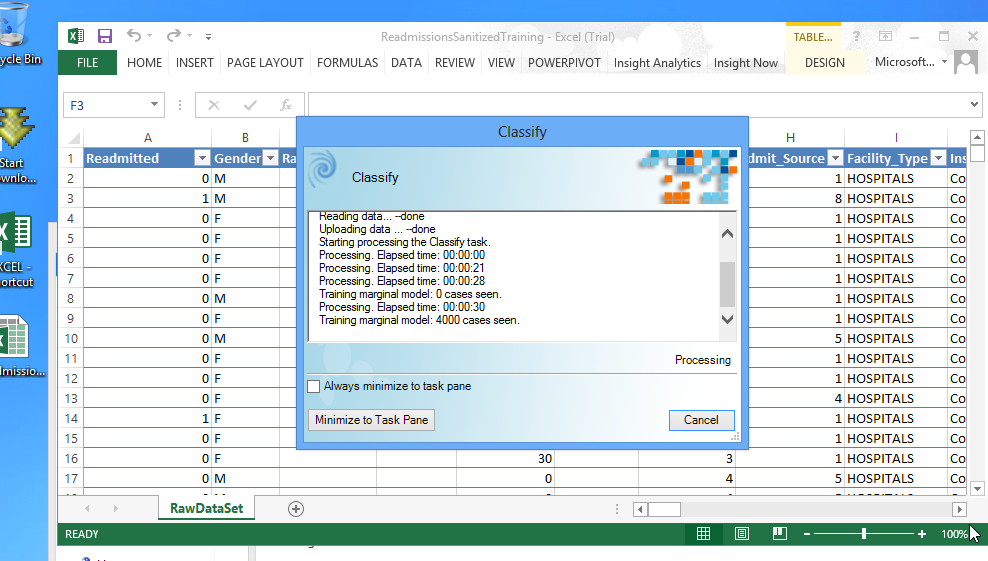 ReadmissionsSanitizedTraining - Excel (Trial)
TABLE...
FILE HOME INSERT PAGE LAYOUT FORMULAS DATA REVIEW VIEW POWERPIVOT Insight Analytics Insight Now DESIGN Microsoft...
ycle Bin
Start
ownlo...
XCEL -
ortcut
dmissio...
F3
fx
A B H I
1 Readmitted Gender Ra dmit_Source Facility_Type Ins
2 0 M 1 HOSPITALS Co
3 1 M 8 HOSPITALS Co
4 0 F 1 HOSPITALS Co
5 0 F 1 HOSPITALS Co
6 0 F 1 HOSPITALS Co
7 0 F 1 HOSPITALS Co
8 0 M 1 HOSPITALS Co
9 0 F 1 HOSPITALS Co
10 0 M 5 HOSPITALS Co
11 0 F 1 HOSPITALS Co
12 0 F 1 HOSPITALS Co
13 0 F 4 HOSPITALS Co
14 1 F 1 HOSPITALS Co
15 0 F 1 HOSPITALS Co
16 0 F 30 3 1 HOSPITALS Co
17 0 M 0 4 5 HOSPITALS Co
Classify
Classify
Reading data... --done
Uploading data ... --done
Starting processing the Classify task.
Processing. Elapsed time: 00:00:00
Processing. Elapsed time: 00:00:21
Processing. Elapsed time: 00:00:28
Training marginal model: 0 cases seen.
Processing. Elapsed time: 00:00:30
Training marginal model: 4000 cases seen.
Processing
Always minimize to task pane
Minimize to Task Pane
Cancel
RawDataSet
READY
100%